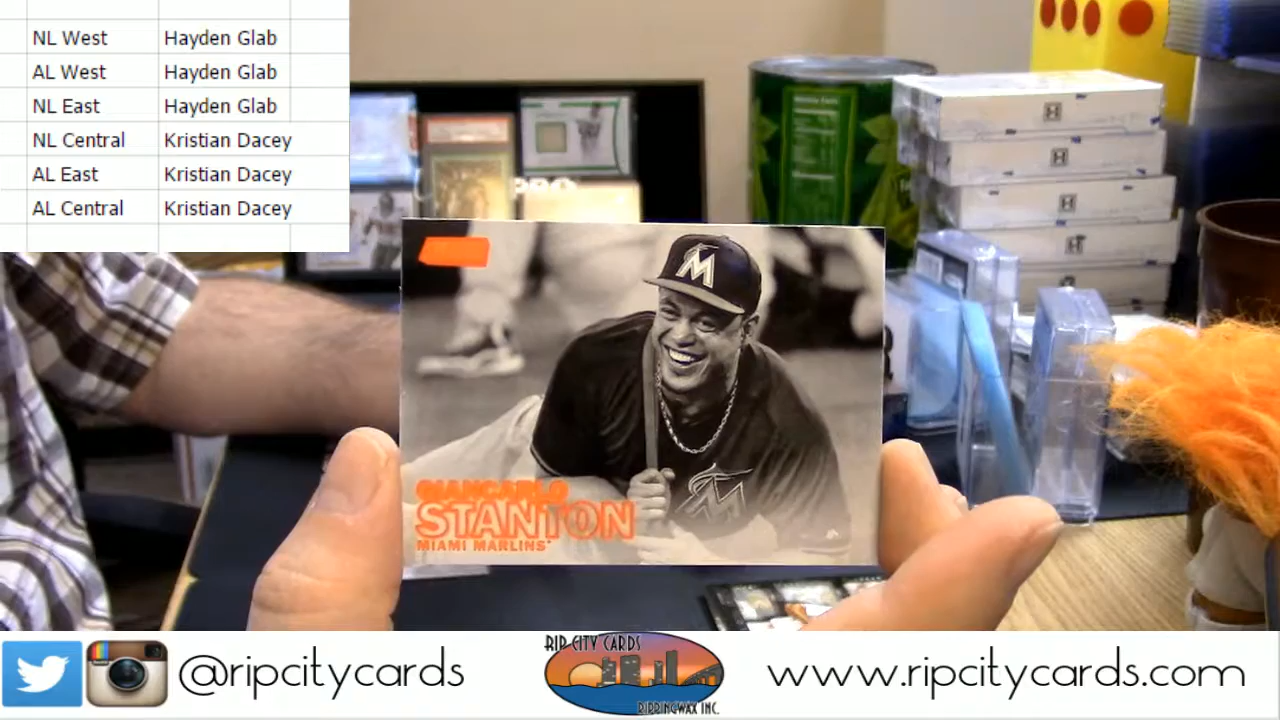 NL West Hayden Glab
AL West Hayden Glab
NL East Hayden Glab
NL Central Kristian Dacey
AL East Kristian Dacey
AL Central Kristian Dacey
M
GIANCARLO
STANTON
MIAMI MARLINS
@ripcitycards
RIP CITY CARDS
RIPPINGWAX INC.
www.ripcitycards.com